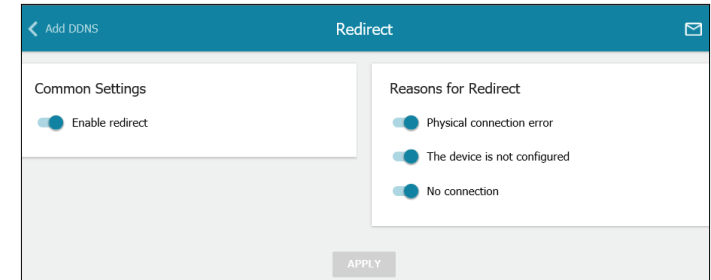 Add DDNS
Redirect
Common Settings
Enable redirect
Reasons for Redirect
Physical connection error
The device is not configured
No connection
APPLY